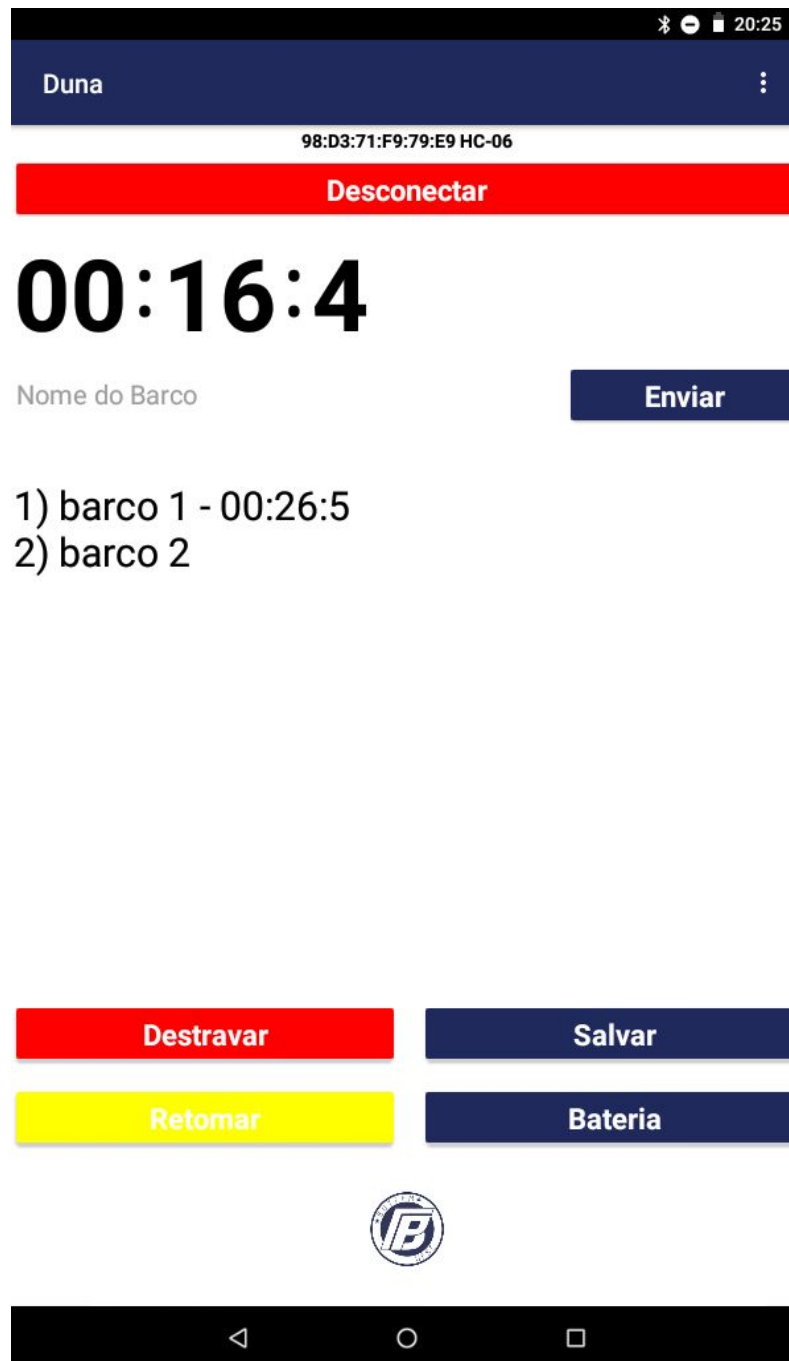 20:25
Duna
98:D3:71:F9:79:E9 HC-06
Desconectar
00:16:4
Nome do Barco
Enviar
1) barco 1 - 00:26:5
2) barco 2
Destravar
Salvar
Retomar
Bateria